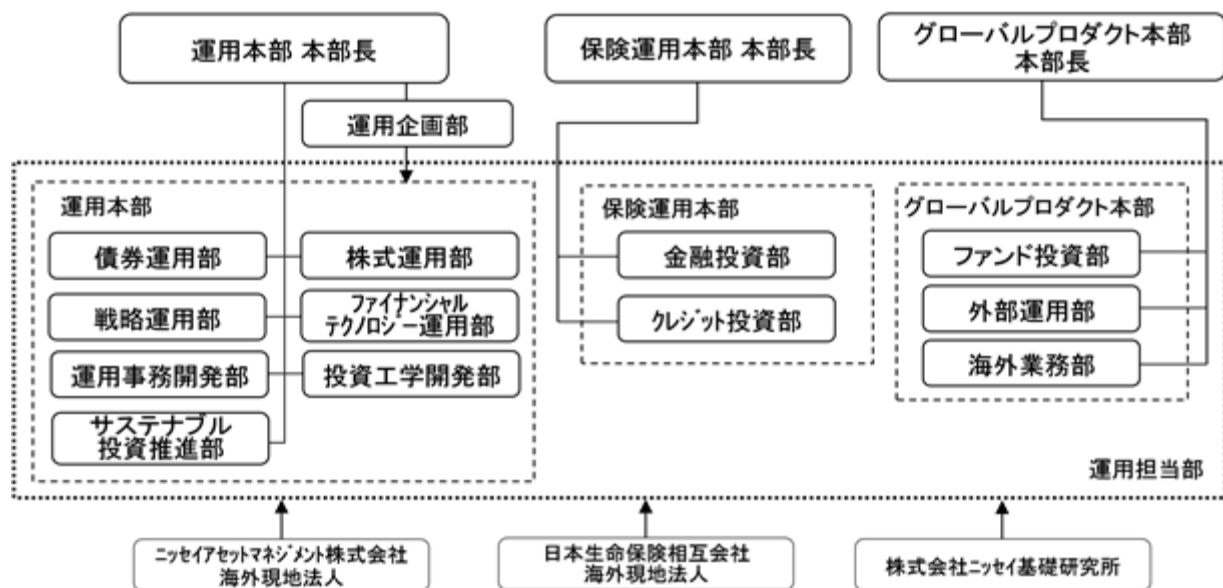 運用本部 本部長
保険運用本部 本部長
グローバルプロダクト本部
本部長
運用企画部
運用本部
債券運用部
株式運用部
戦略運用部
ファイナンシャル
テクノロジー運用部
運用事務開発部
投資工学開発部
サステナブル
投資推進部
保険運用本部
金融投資部
クレジット投資部
グローバルプロダクト本部
ファンド投資部
外部運用部
海外業務部
運用担当部
ニッセイアセットマネジメント株式会社
海外現地法人
日本生命保険相互会社
海外現地法人
株式会社ニッセイ基礎研究所